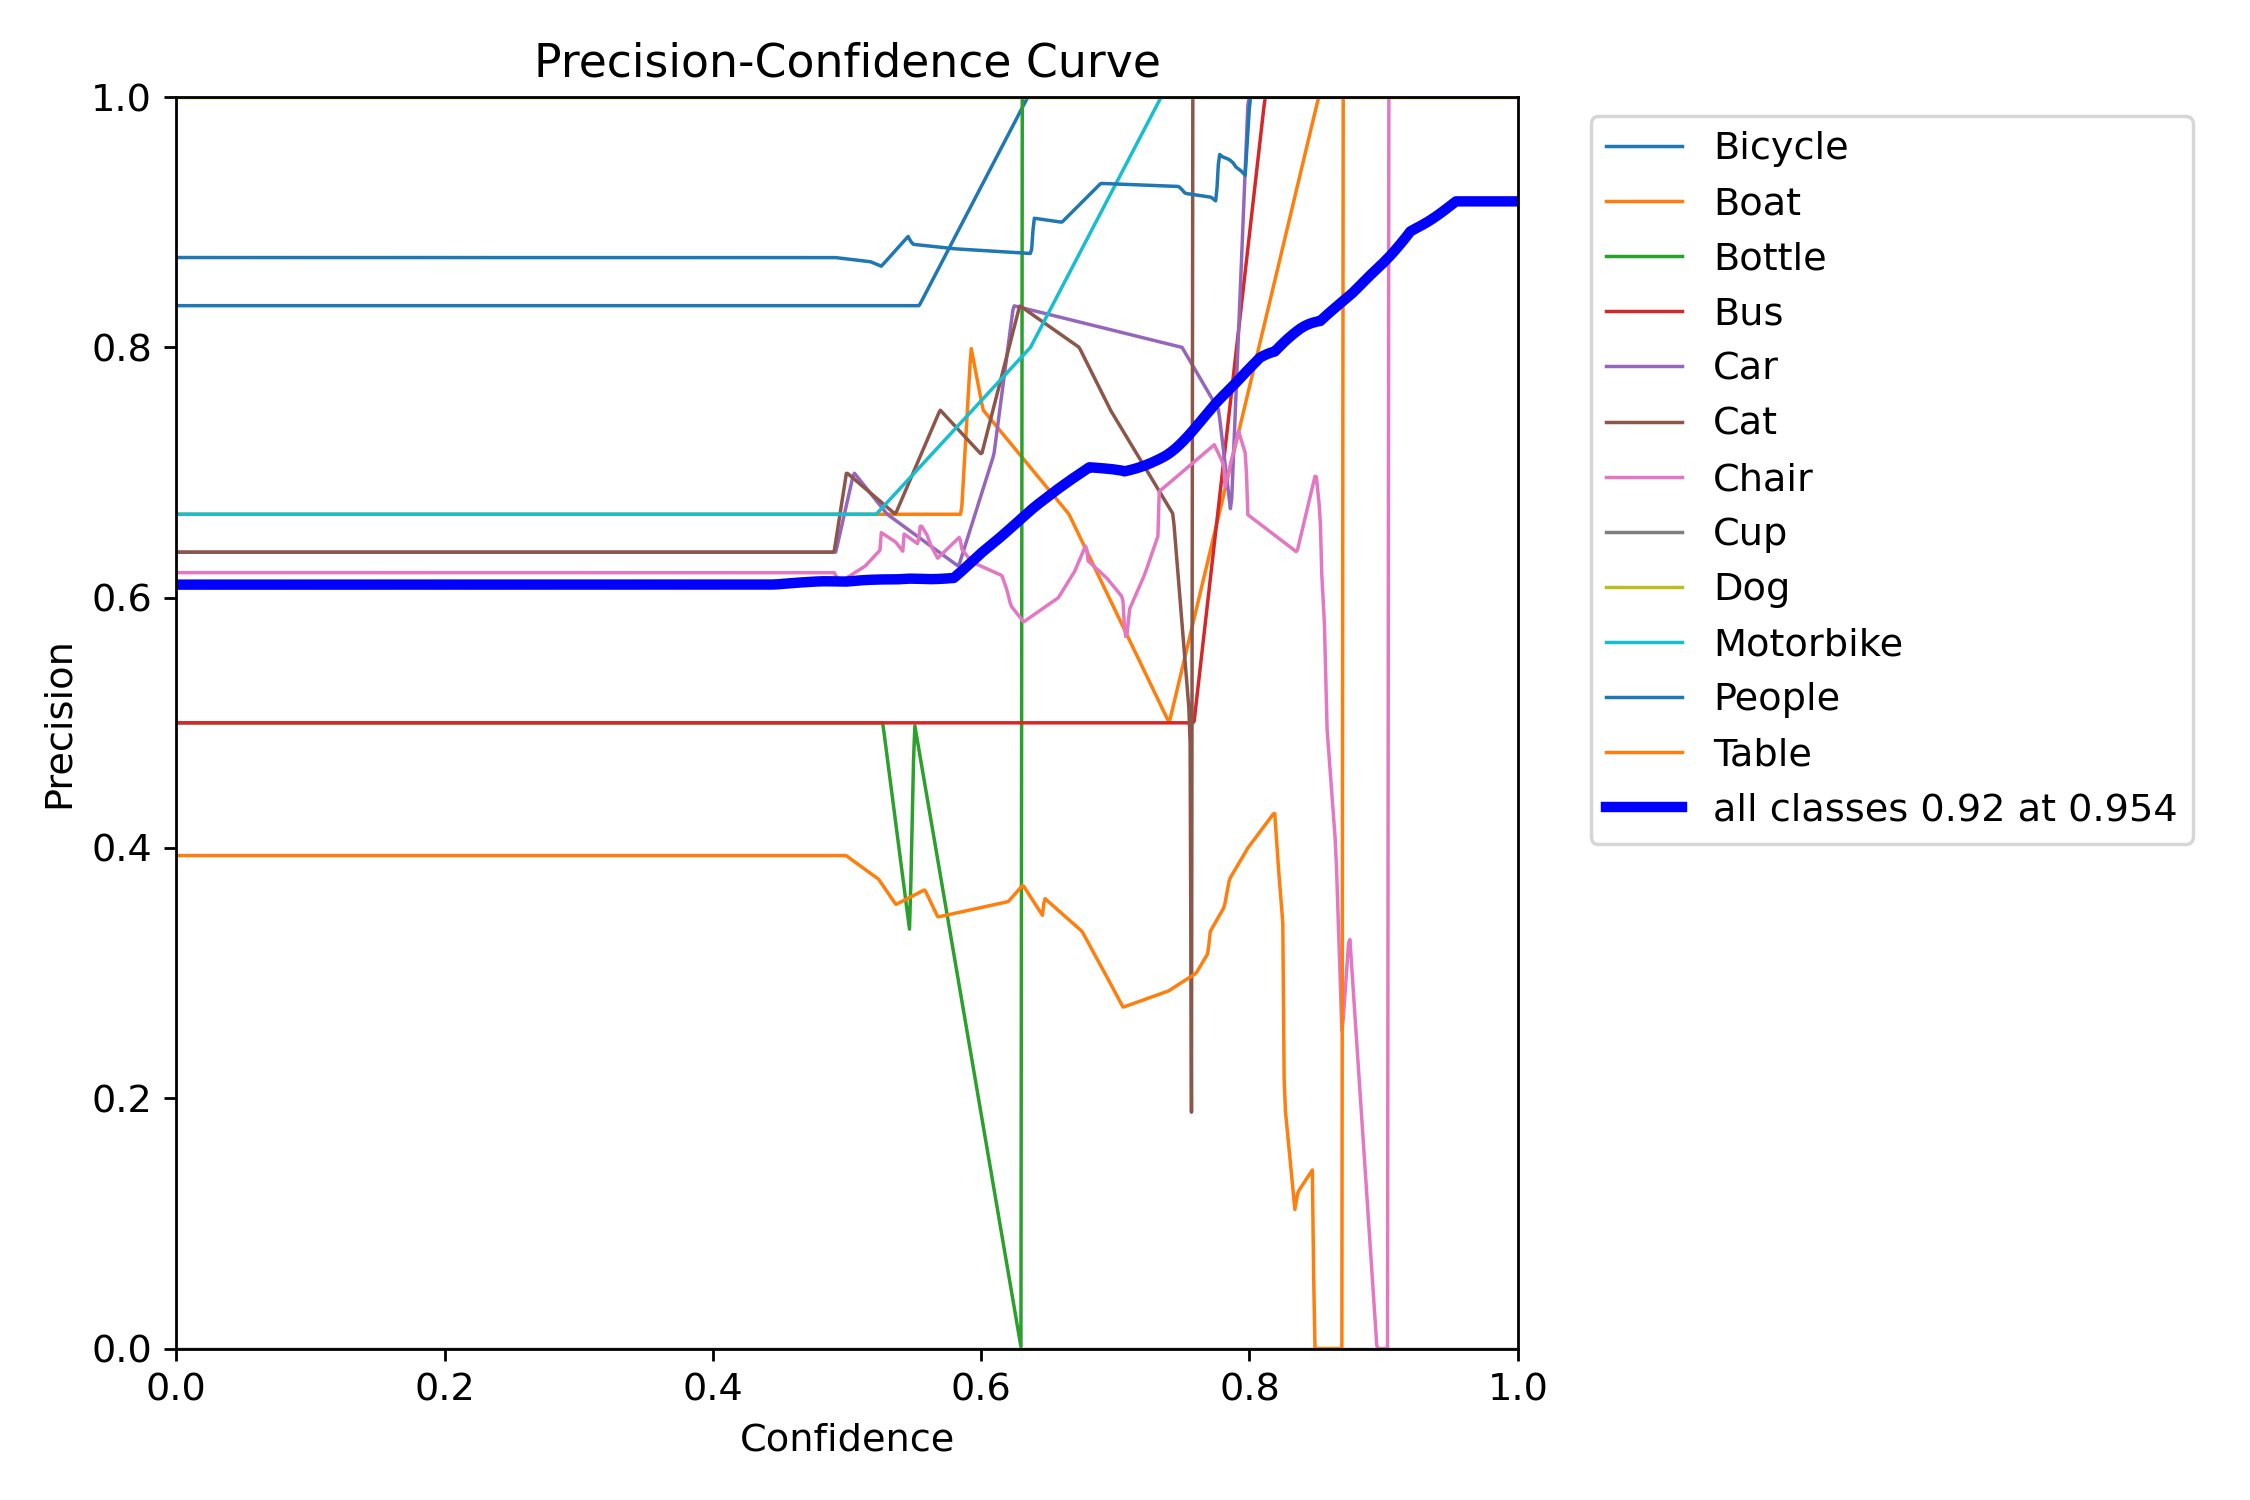 Precision-Confidence Curve
1.0
0.8
0.6
0.4
0.2
0.0
Precision
0.0 0.2 0.4 0.6 0.8 1.0
Confidence
Bicycle
Boat
Bottle
Bus
Car
Cat
Chair
Cup
Dog
Motorbike
People
Table
all classes 0.92 at 0.954